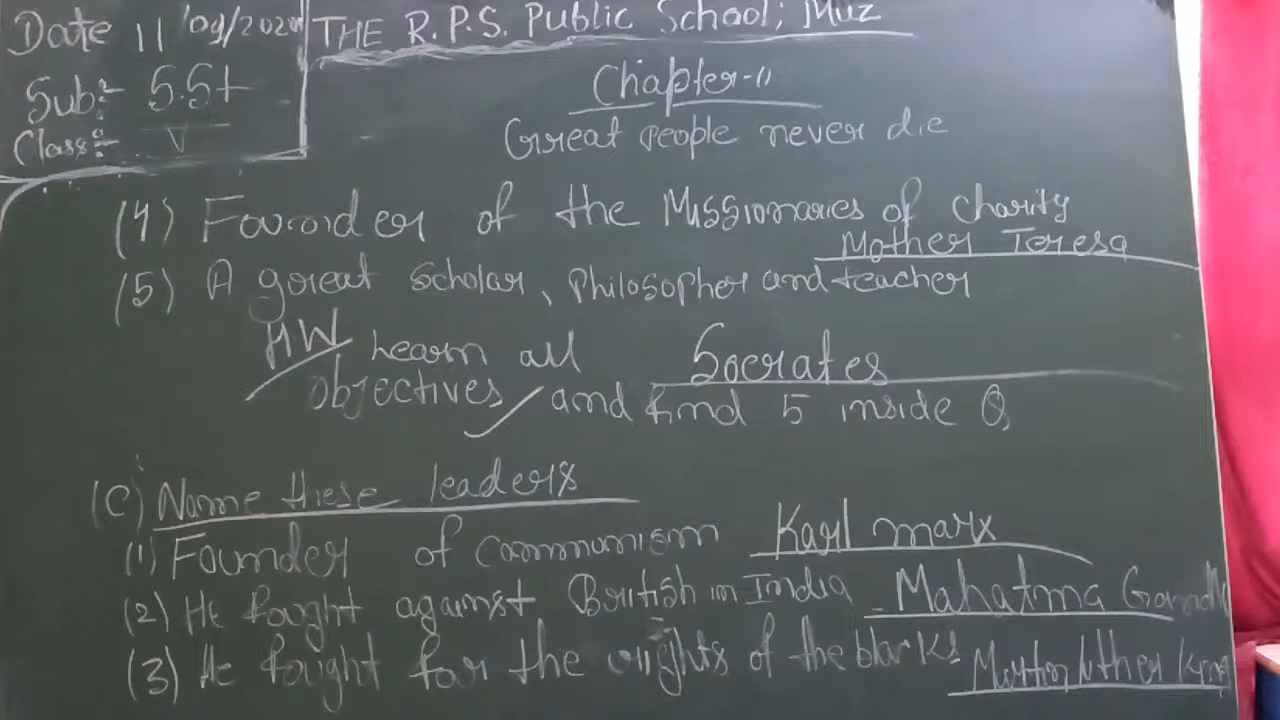 Date 11/09/2020
THE R.P.S. Public School; Muz
Sub:- S.St
Class:- V
Chapter-11
Great People never die
(4) Founder of the Missionaries of Charity
Mother Teresa
(5) A great Scholar, Philosopher and teacher
Socrates
HW Learn all
objectives and find 5 inside Q
(C) Name these leaders
(1) Founder of Communism Karl marx
(2) He fought against British in India Mahatma Gandhi
(3) He fought for the rights of the blacks Martin luther King